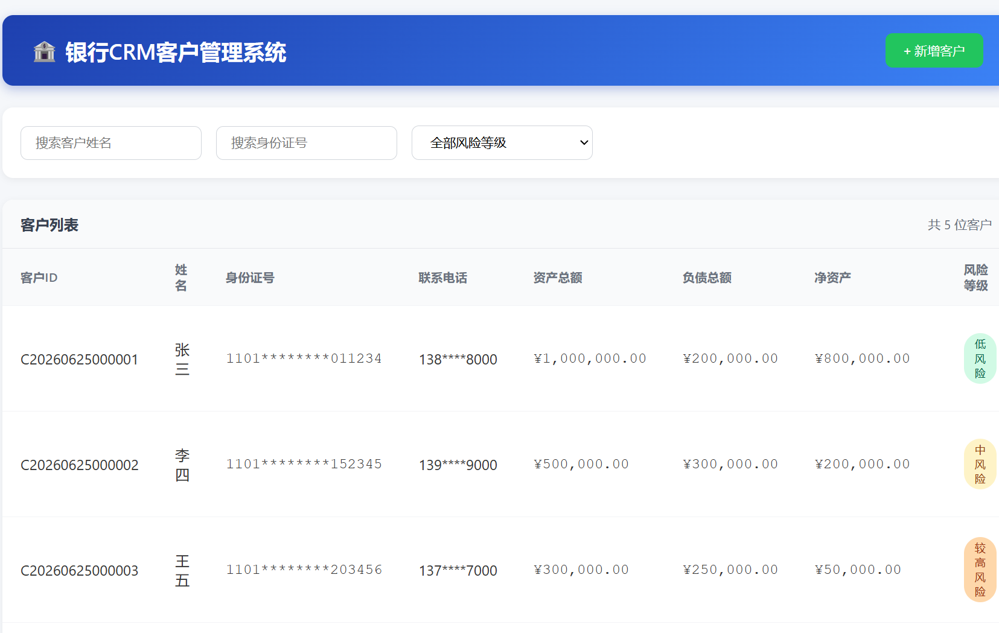 银行CRM客户管理系统
+ 新增客户
搜索客户姓名
搜索身份证号
全部风险等级
客户列表
共 5 位客户
客户ID 姓名 身份证号 联系电话 资产总额 负债总额 净资产 风险等级
C20260625000001 张三 1101********011234 138****8000 ¥1,000,000.00 ¥200,000.00 ¥800,000.00 低风险
C20260625000002 李四 1101********152345 139****9000 ¥500,000.00 ¥300,000.00 ¥200,000.00 中风险
C20260625000003 王五 1101********203456 137****7000 ¥300,000.00 ¥250,000.00 ¥50,000.00 较高风险